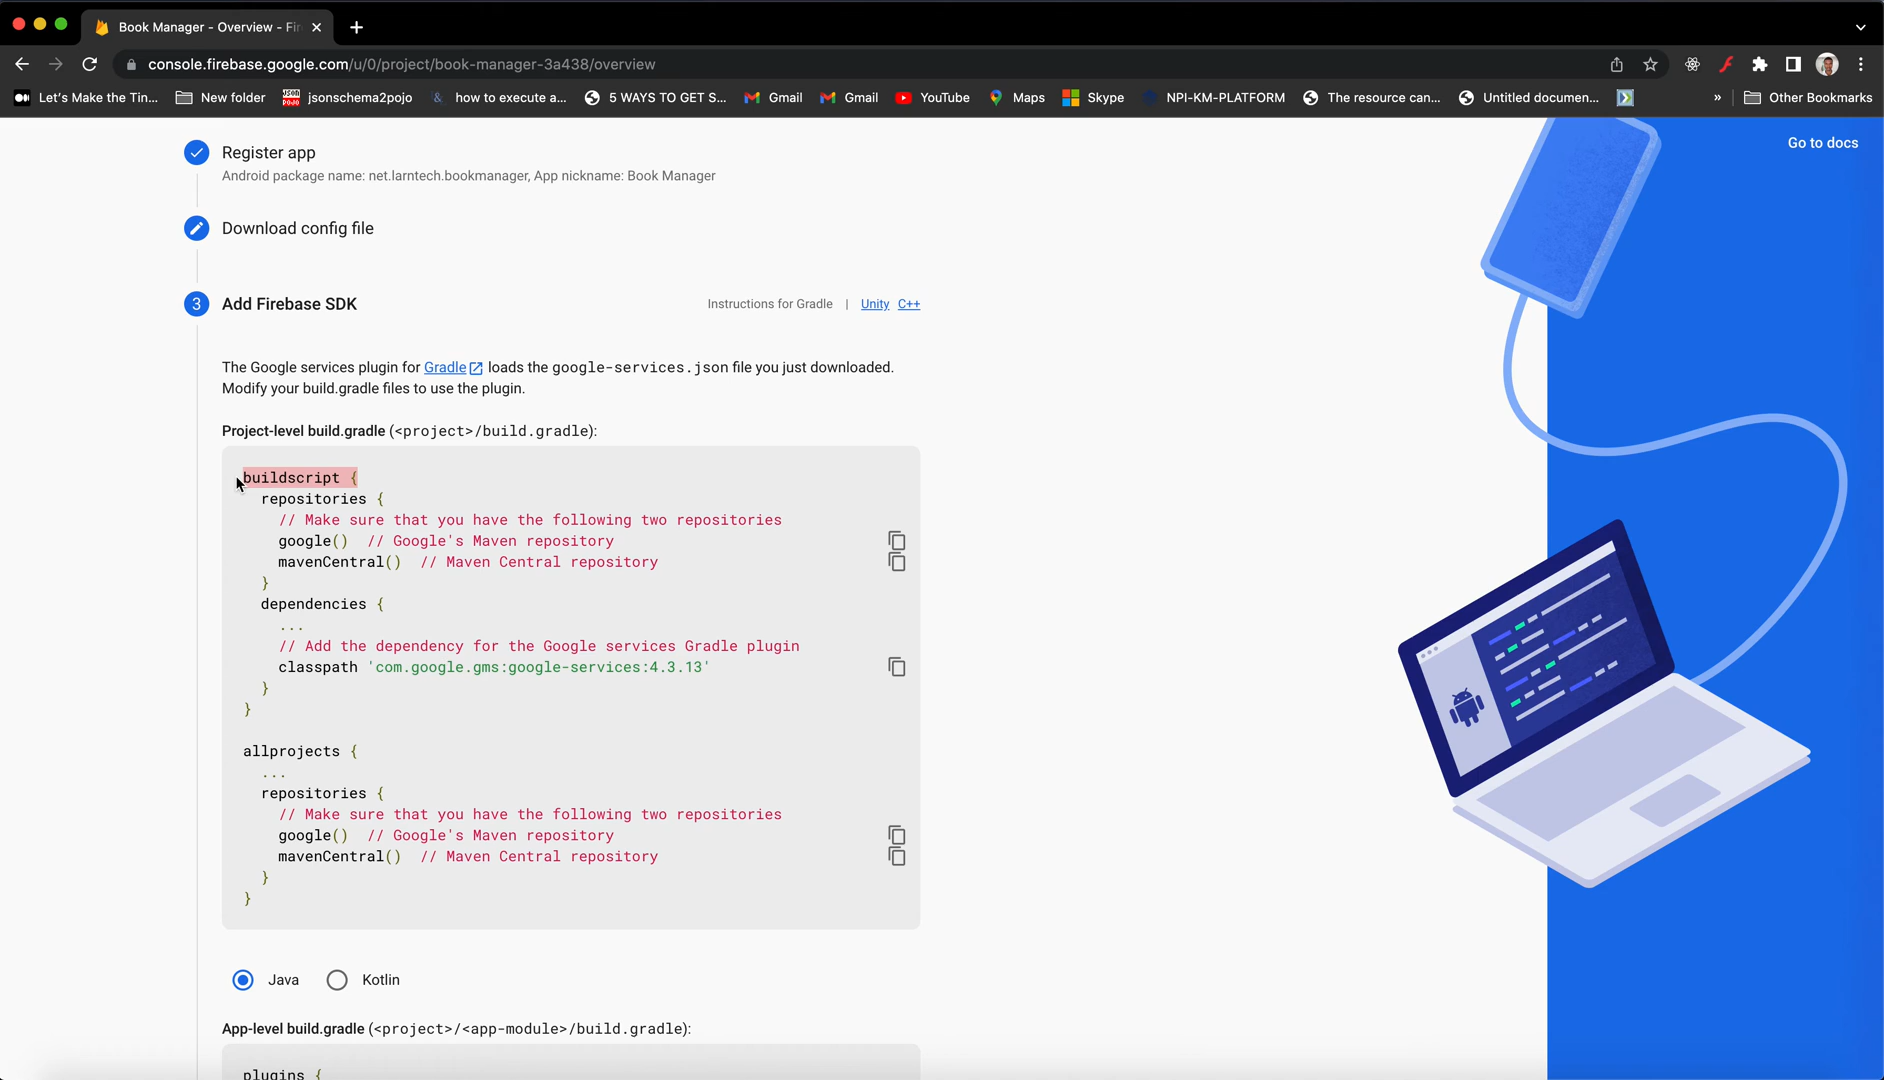 Book Manager - Overview - Fir
console.firebase.google.com/u/0/project/book-manager-3a438/overview
Let's Make the Tin...
New folder
JSON
POJO
jsonschema2pojo
&
how to execute a...
5 WAYS TO GET S...
Gmail
Gmail
YouTube
Maps
Skype
NPI-KM-PLATFORM
The resource can...
Untitled documen...
»
Other Bookmarks
Go to docs
Register app
Android package name: net.larntech.bookmanager, App nickname: Book Manager
Download config file
3 Add Firebase SDK
Instructions for Gradle | Unity C++
The Google services plugin for Gradle loads the google-services.json file you just downloaded.
Modify your build.gradle files to use the plugin.
Project-level build.gradle (<project>/build.gradle):
buildscript {
repositories {
// Make sure that you have the following two repositories
google() // Google's Maven repository
mavenCentral() // Maven Central repository
}
dependencies {
...
// Add the dependency for the Google services Gradle plugin
classpath 'com.google.gms:google-services:4.3.13'
}
}
allprojects {
...
repositories {
// Make sure that you have the following two repositories
google() // Google's Maven repository
mavenCentral() // Maven Central repository
}
}
Java Kotlin
App-level build.gradle (<project>/<app-module>/build.gradle):
plugins {